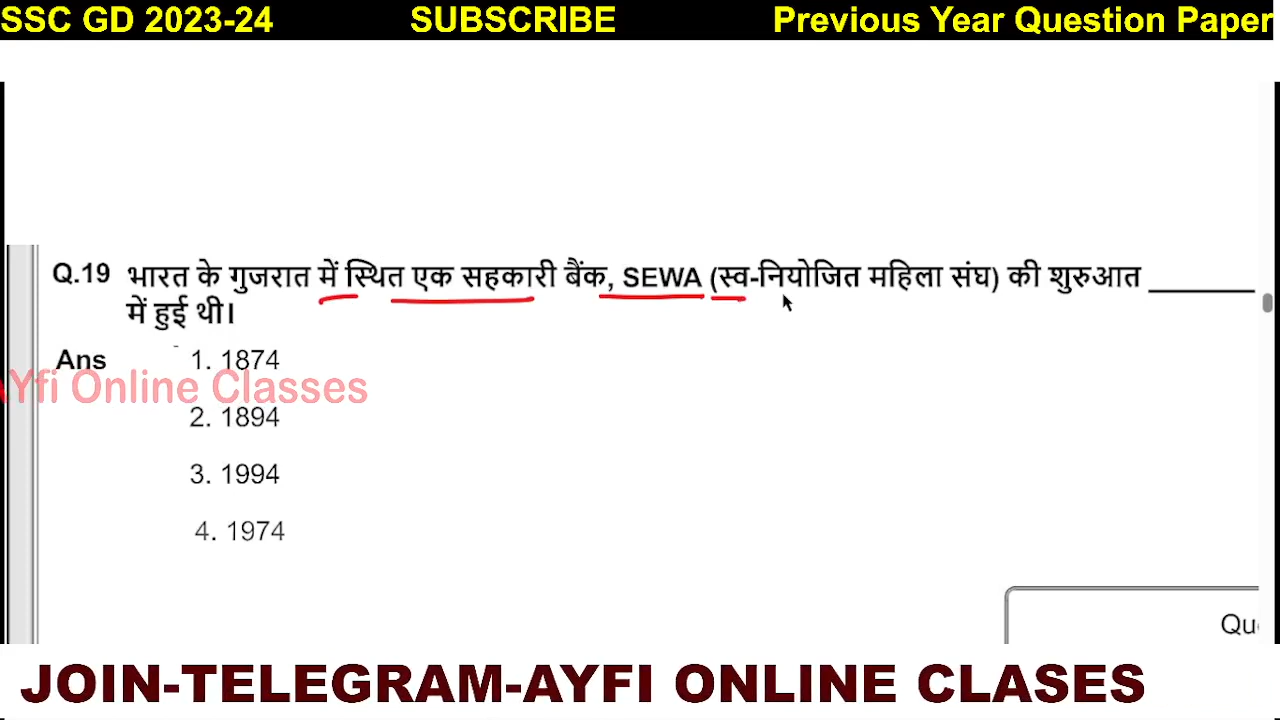 SSC GD 2023-24 SUBSCRIBE Previous Year Question Paper
Q.19 भारत के गुजरात में स्थित एक सहकारी बैंक, SEWA (स्व-नियोजित महिला संघ) की शुरुआत ________
में हुई थी।
Ans 1. 1874
AYfi Online Classes
2. 1894
3. 1994
4. 1974
JOIN-TELEGRAM-AYFI ONLINE CLASES